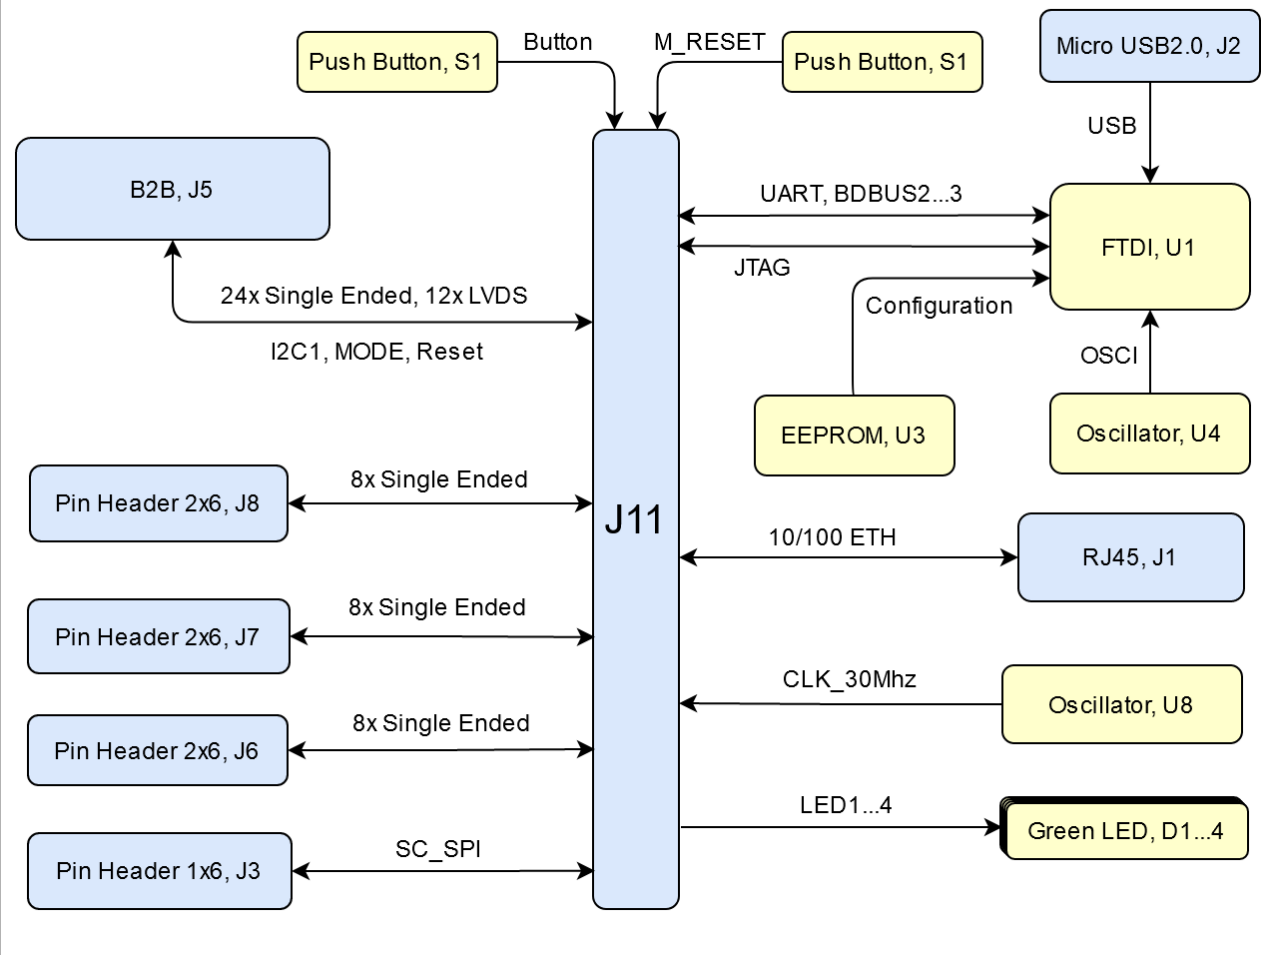 Button
M_RESET
Push Button, S1
Push Button, S1
Micro USB2.0, J2
USB
B2B, J5
UART, BDBUS2...3
JTAG
FTDI, U1
Configuration
24x Single Ended, 12x LVDS
I2C1, MODE, Reset
OSCI
EEPROM, U3
Oscillator, U4
8x Single Ended
Pin Header 2x6, J8
J11
10/100 ETH
RJ45, J1
8x Single Ended
Pin Header 2x6, J7
CLK_30Mhz
Oscillator, U8
8x Single Ended
Pin Header 2x6, J6
LED1...4
Green LED, D1...4
SC_SPI
Pin Header 1x6, J3